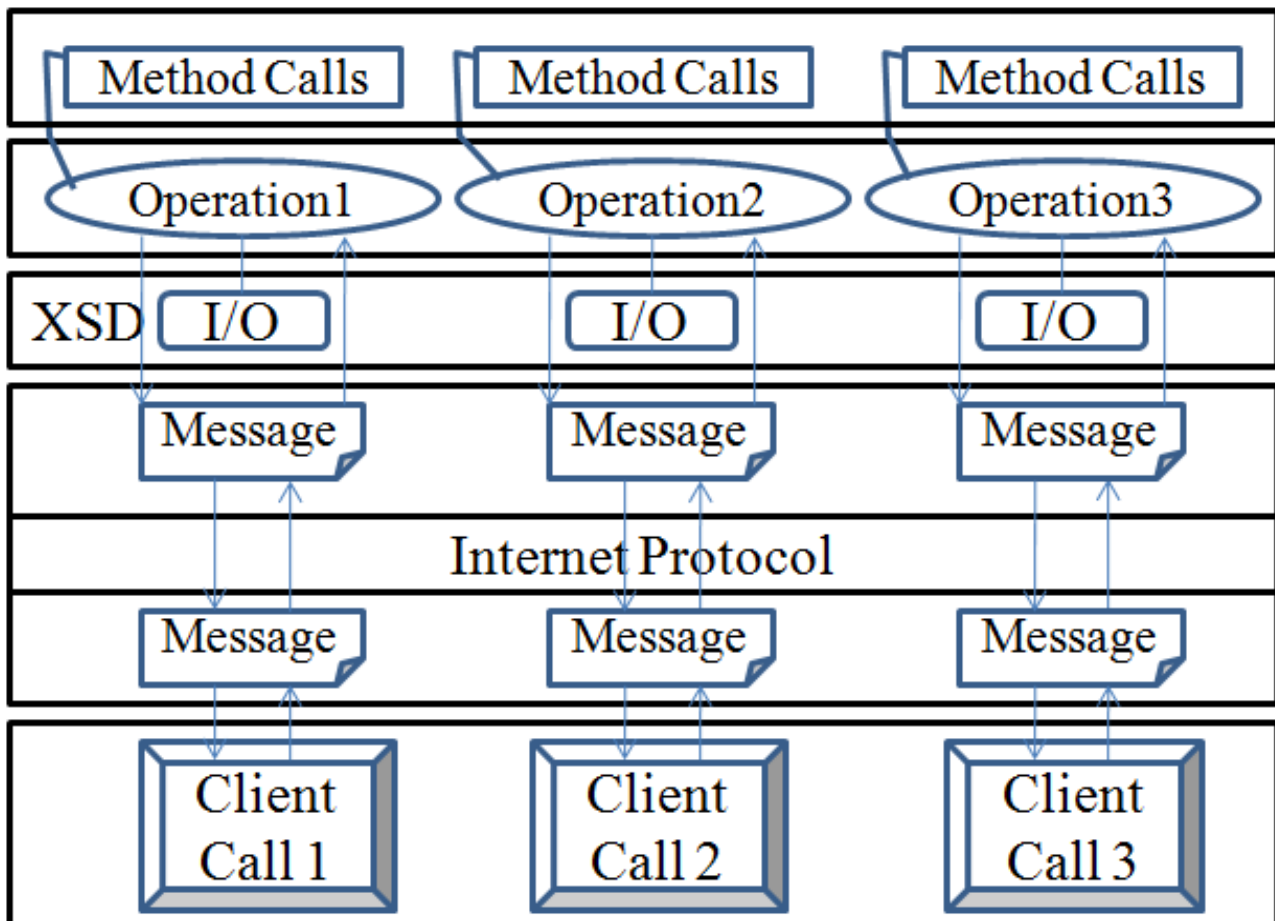 Method Calls Method Calls Method Calls
Operation1 Operation2 Operation3
XSD I/O I/O I/O
Message Message Message
Internet Protocol
Message Message Message
Client Client Client
Call 1 Call 2 Call 3